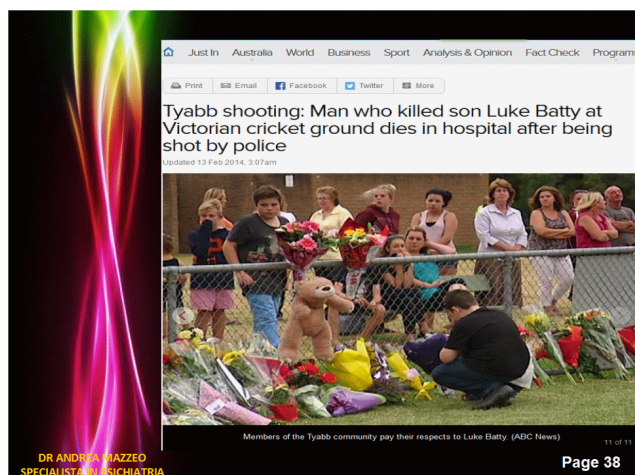 Just In Australia World Business Sport Analysis & Opinion Fact Check Programs
Print Email Facebook Twitter More
Tyabb shooting: Man who killed son Luke Batty at
Victorian cricket ground dies in hospital after being
shot by police
Updated 13 Feb 2014, 3:07am
Members of the Tyabb community pay their respects to Luke Batty. (ABC News)
11 of 11
DR ANDREA MAZZEO
SPECIALISTA IN PSICHIATRIA
Page 38